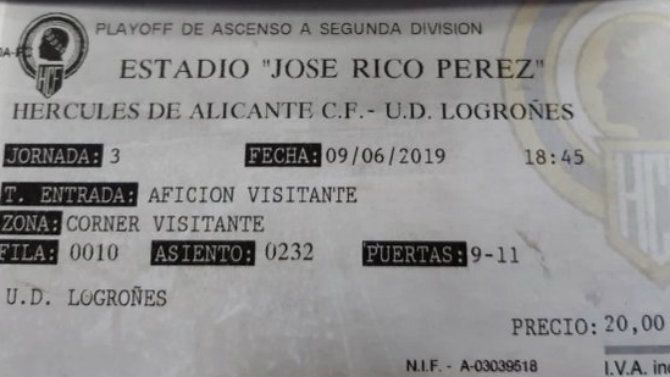 PLAYOFF DE ASCENSO A SEGUNDA DIVISION
HCF
ESTADIO "JOSE RICO PEREZ"
HERCULES DE ALICANTE C.F.- U.D. LOGROÑES
JORNADA: 3 FECHA: 09/06/2019 18:45
T. ENTRADA: AFICION VISITANTE
ZONA: CORNER VISITANTE
FILA: 0010 ASIENTO: 0232 PUERTAS: 9-11
U.D. LOGROÑES
PRECIO: 20,00
N.I.F. - A-03039518 I.V.A.